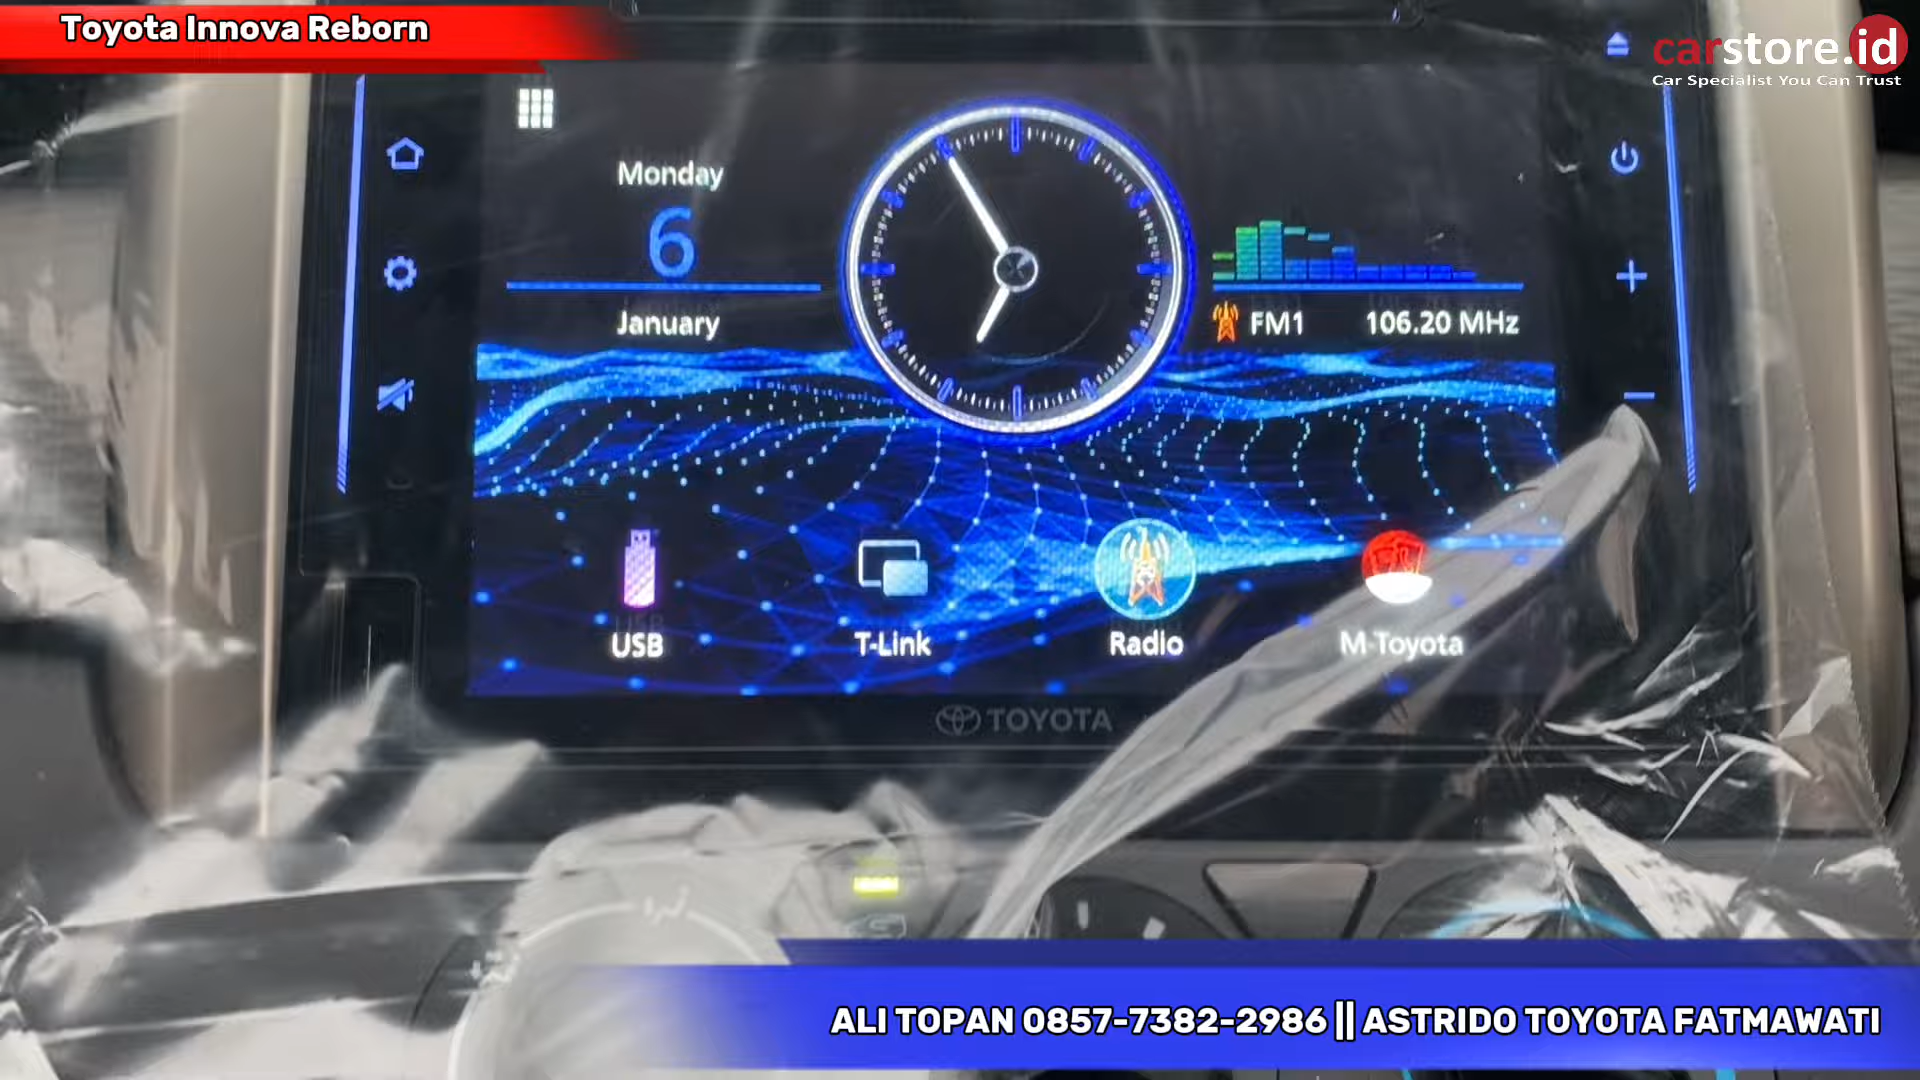 Toyota Innova Reborn
carstore.id
Car Specialist You Can Trust
Monday
6
January
FM1 106.20 MHz
USB
T-Link
Radio
M-Toyota
TOYOTA
ALI TOPAN 0857-7382-2986 || ASTRIDO TOYOTA FATMAWATI